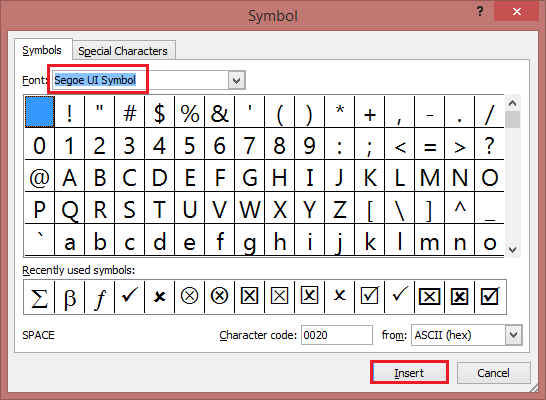 Symbol
? ×
Symbols Special Characters
Font: Segoe UI Symbol
! " # $ % & ' ( ) * + , - . /
0 1 2 3 4 5 6 7 8 9 : ; < = > ?
@ A B C D E F G H I J K L M N O
P Q R S T U V W X Y Z [ \ ] ^ _
` a b c d e f g h i j k l m n o
Recently used symbols:
∑ β ƒ ✓ ✘ ⮾ ⮿ ☒ ☒ ☒ ✗ ☑ ✓ ☒ ☒ ☑
SPACE Character code: 0020 from: ASCII (hex)
Insert Cancel